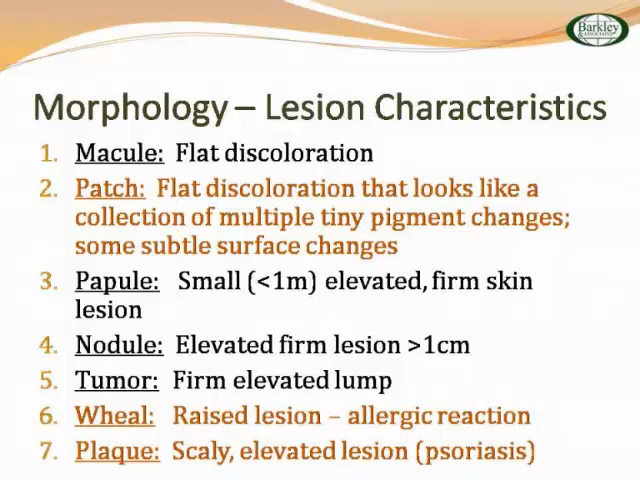 Barkley
& ASSOCIATES
Morphology – Lesion Characteristics
1. Macule: Flat discoloration
2. Patch: Flat discoloration that looks like a
collection of multiple tiny pigment changes;
some subtle surface changes
3. Papule: Small (<1m) elevated, firm skin
lesion
4. Nodule: Elevated firm lesion >1cm
5. Tumor: Firm elevated lump
6. Wheal: Raised lesion – allergic reaction
7. Plaque: Scaly, elevated lesion (psoriasis)